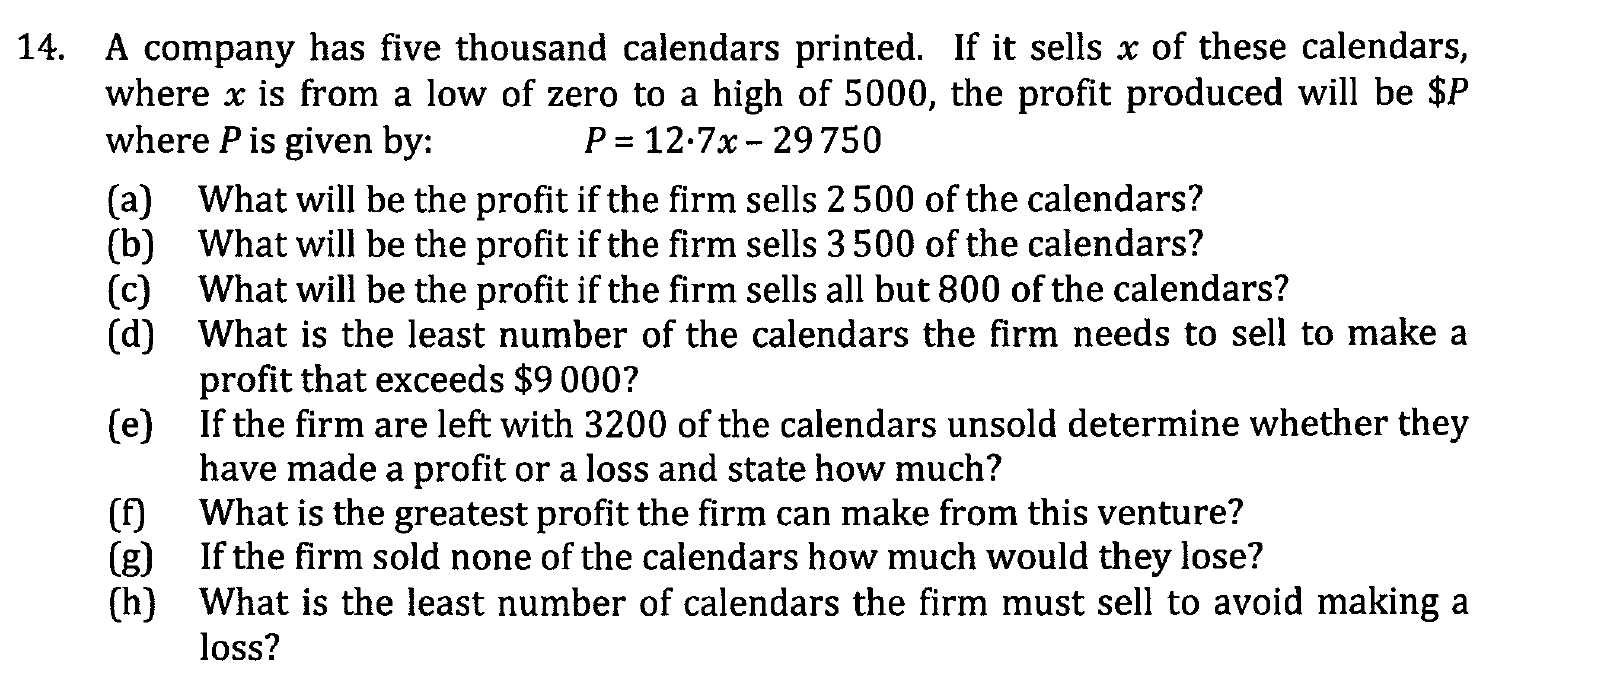 14. A company has five thousand calendars printed. If it sells x of these calendars,
where x is from a low of zero to a high of 5000, the profit produced will be $P
where P is given by: P = 12·7x – 29 750
(a) What will be the profit if the firm sells 2 500 of the calendars?
(b) What will be the profit if the firm sells 3 500 of the calendars?
(c) What will be the profit if the firm sells all but 800 of the calendars?
(d) What is the least number of the calendars the firm needs to sell to make a
profit that exceeds $9 000?
(e) If the firm are left with 3200 of the calendars unsold determine whether they
have made a profit or a loss and state how much?
(f) What is the greatest profit the firm can make from this venture?
(g) If the firm sold none of the calendars how much would they lose?
(h) What is the least number of calendars the firm must sell to avoid making a
loss?